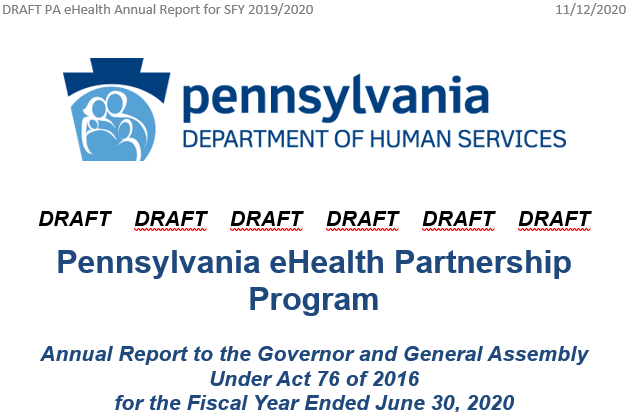 DRAFT PA eHealth Annual Report for SFY 2019/2020 11/12/2020
pennsylvania
DEPARTMENT OF HUMAN SERVICES
DRAFT DRAFT DRAFT DRAFT DRAFT DRAFT
Pennsylvania eHealth Partnership
Program
Annual Report to the Governor and General Assembly
Under Act 76 of 2016
for the Fiscal Year Ended June 30, 2020